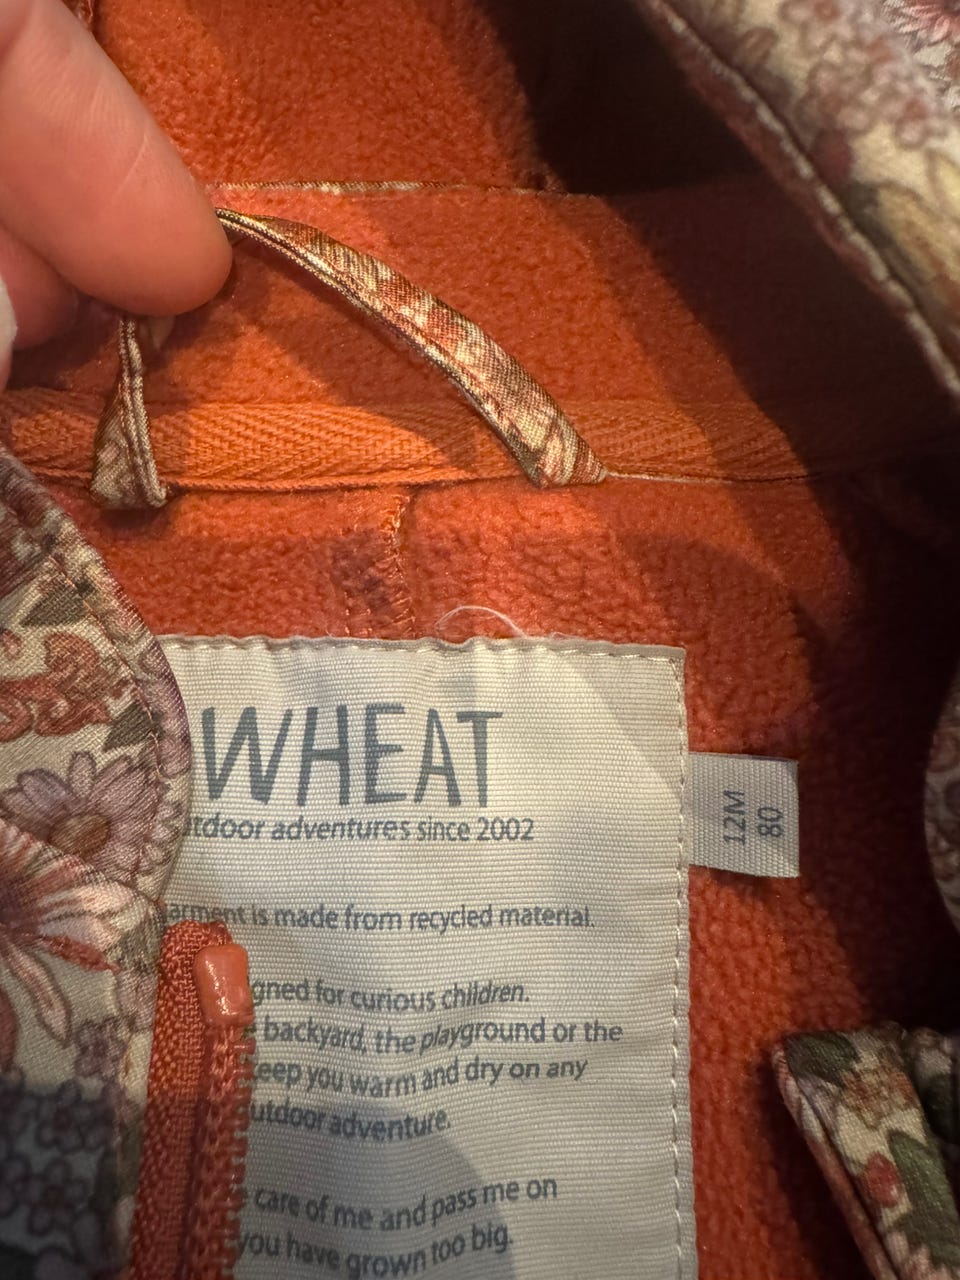 WHEAT
utdoor adventures since 2002
12M
80
arment is made from recycled material.
gned for curious children.
backyard, the playground or the
keep you warm and dry on any
outdoor adventure.
care of me and pass me on
you have grown too big.